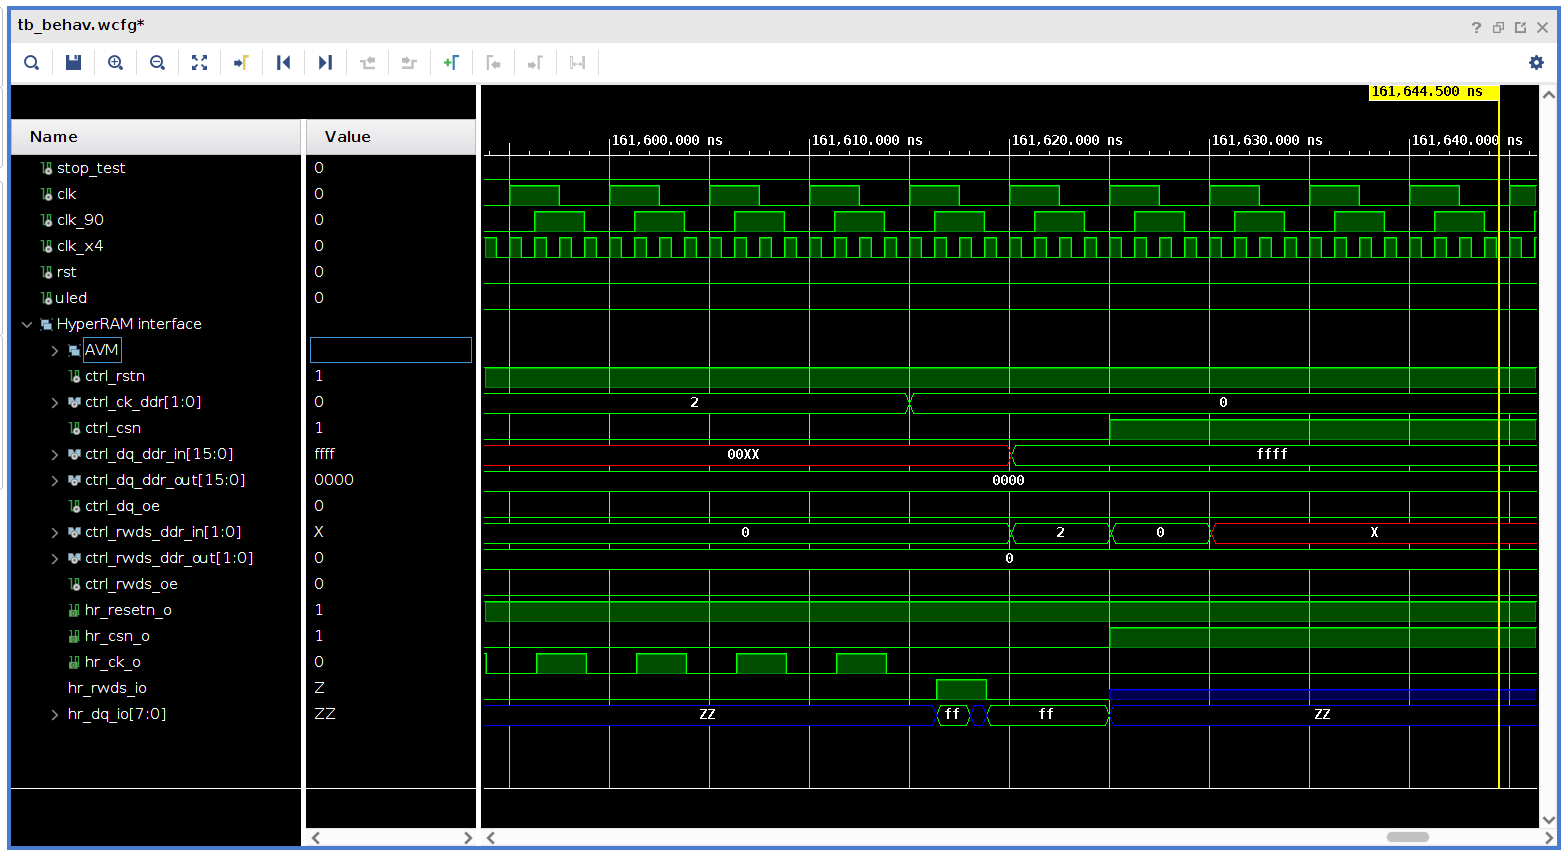 tb_behav.wcfg*
161,644.500 ns
Name Value
161,600.000 ns 161,610.000 ns 161,620.000 ns 161,630.000 ns 161,640.000 ns
stop_test 0
clk 0
clk_90 0
clk_x4 0
rst 0
uled 0
HyperRAM interface
AVM
ctrl_rstn 1
ctrl_ck_ddr[1:0] 0 2 0
ctrl_csn 1
ctrl_dq_ddr_in[15:0] ffff 00XX ffff
ctrl_dq_ddr_out[15:0] 0000 0000
ctrl_dq_oe 0
ctrl_rwds_ddr_in[1:0] X 0 2 0 X
ctrl_rwds_ddr_out[1:0] 0 0
ctrl_rwds_oe 0
hr_resetn_o 1
hr_csn_o 1
hr_ck_o 0
hr_rwds_io Z
hr_dq_io[7:0] ZZ ZZ ff ff ZZ